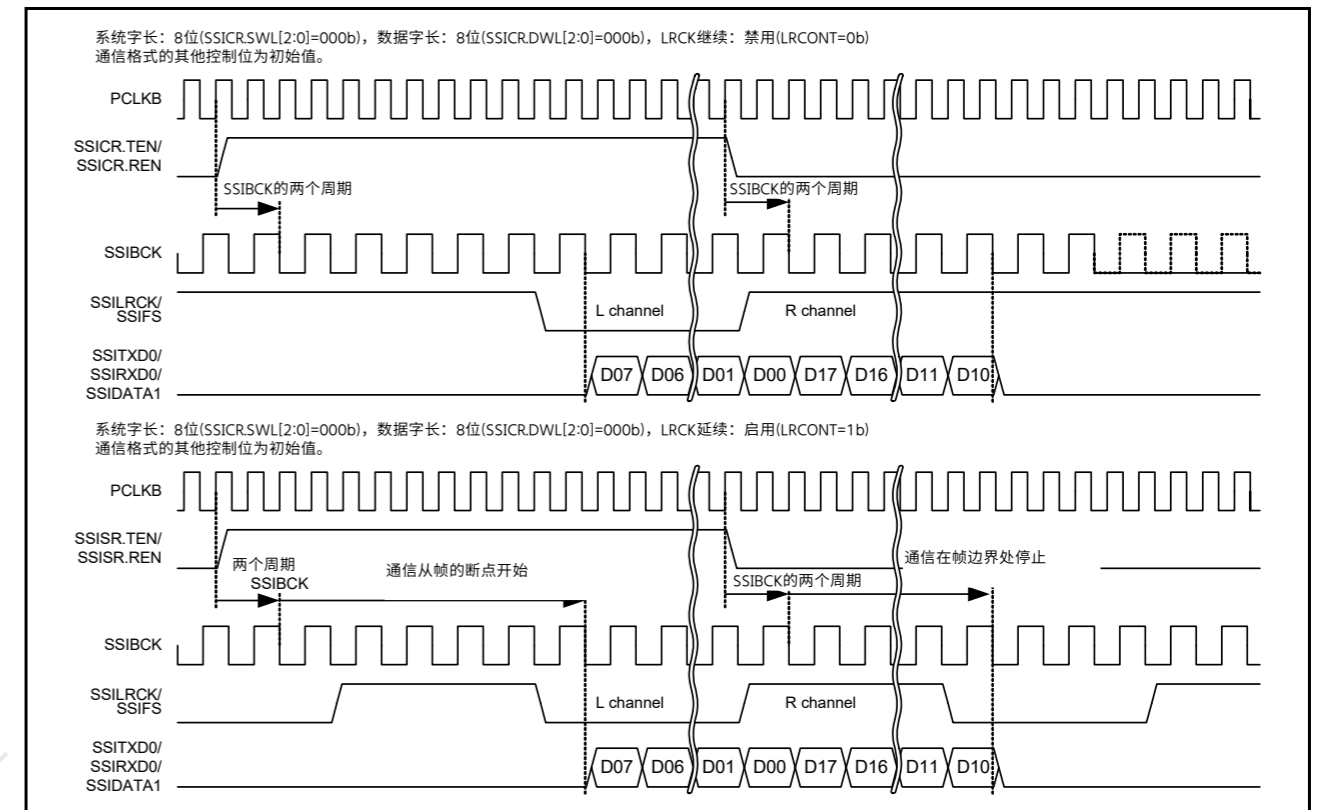 系统字长：8位(SSICR.SWL[2:0]=000b)，数据字长：8位(SSICR.DWL[2:0]=000b)，LRCK继续：禁用(LRCONT=0b)
通信格式的其他控制位为初始值。
PCLKB
SSICR.TEN/
SSICR.REN
SSIBCK的两个周期
SSIBCK的两个周期
SSIBCK
SSILRCK/
SSIFS
L channel
R channel
SSITXD0/
SSIRXD0/
SSIDATA1
D07 D06 D01 D00 D17 D16 D11 D10
系统字长：8位(SSICR.SWL[2:0]=000b)，数据字长：8位(SSICR.DWL[2:0]=000b)，LRCK延续：启用(LRCONT=1b)
通信格式的其他控制位为初始值。
PCLKB
SSISR.TEN/
SSISR.REN
两个周期
SSIBCK
通信从帧的断点开始
SSIBCK的两个周期
通信在帧边界处停止
SSIBCK
SSILRCK/
SSIFS
L channel
R channel
SSITXD0/
SSIRXD0/
SSIDATA1
D07 D06 D01 D00 D17 D16 D11 D10